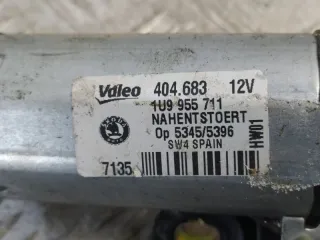 Valeo 404.683 12V
1U9 955 711
NAHENTSTOERT
Op 5345/5396
SW4 SPAIN
7135
HW01